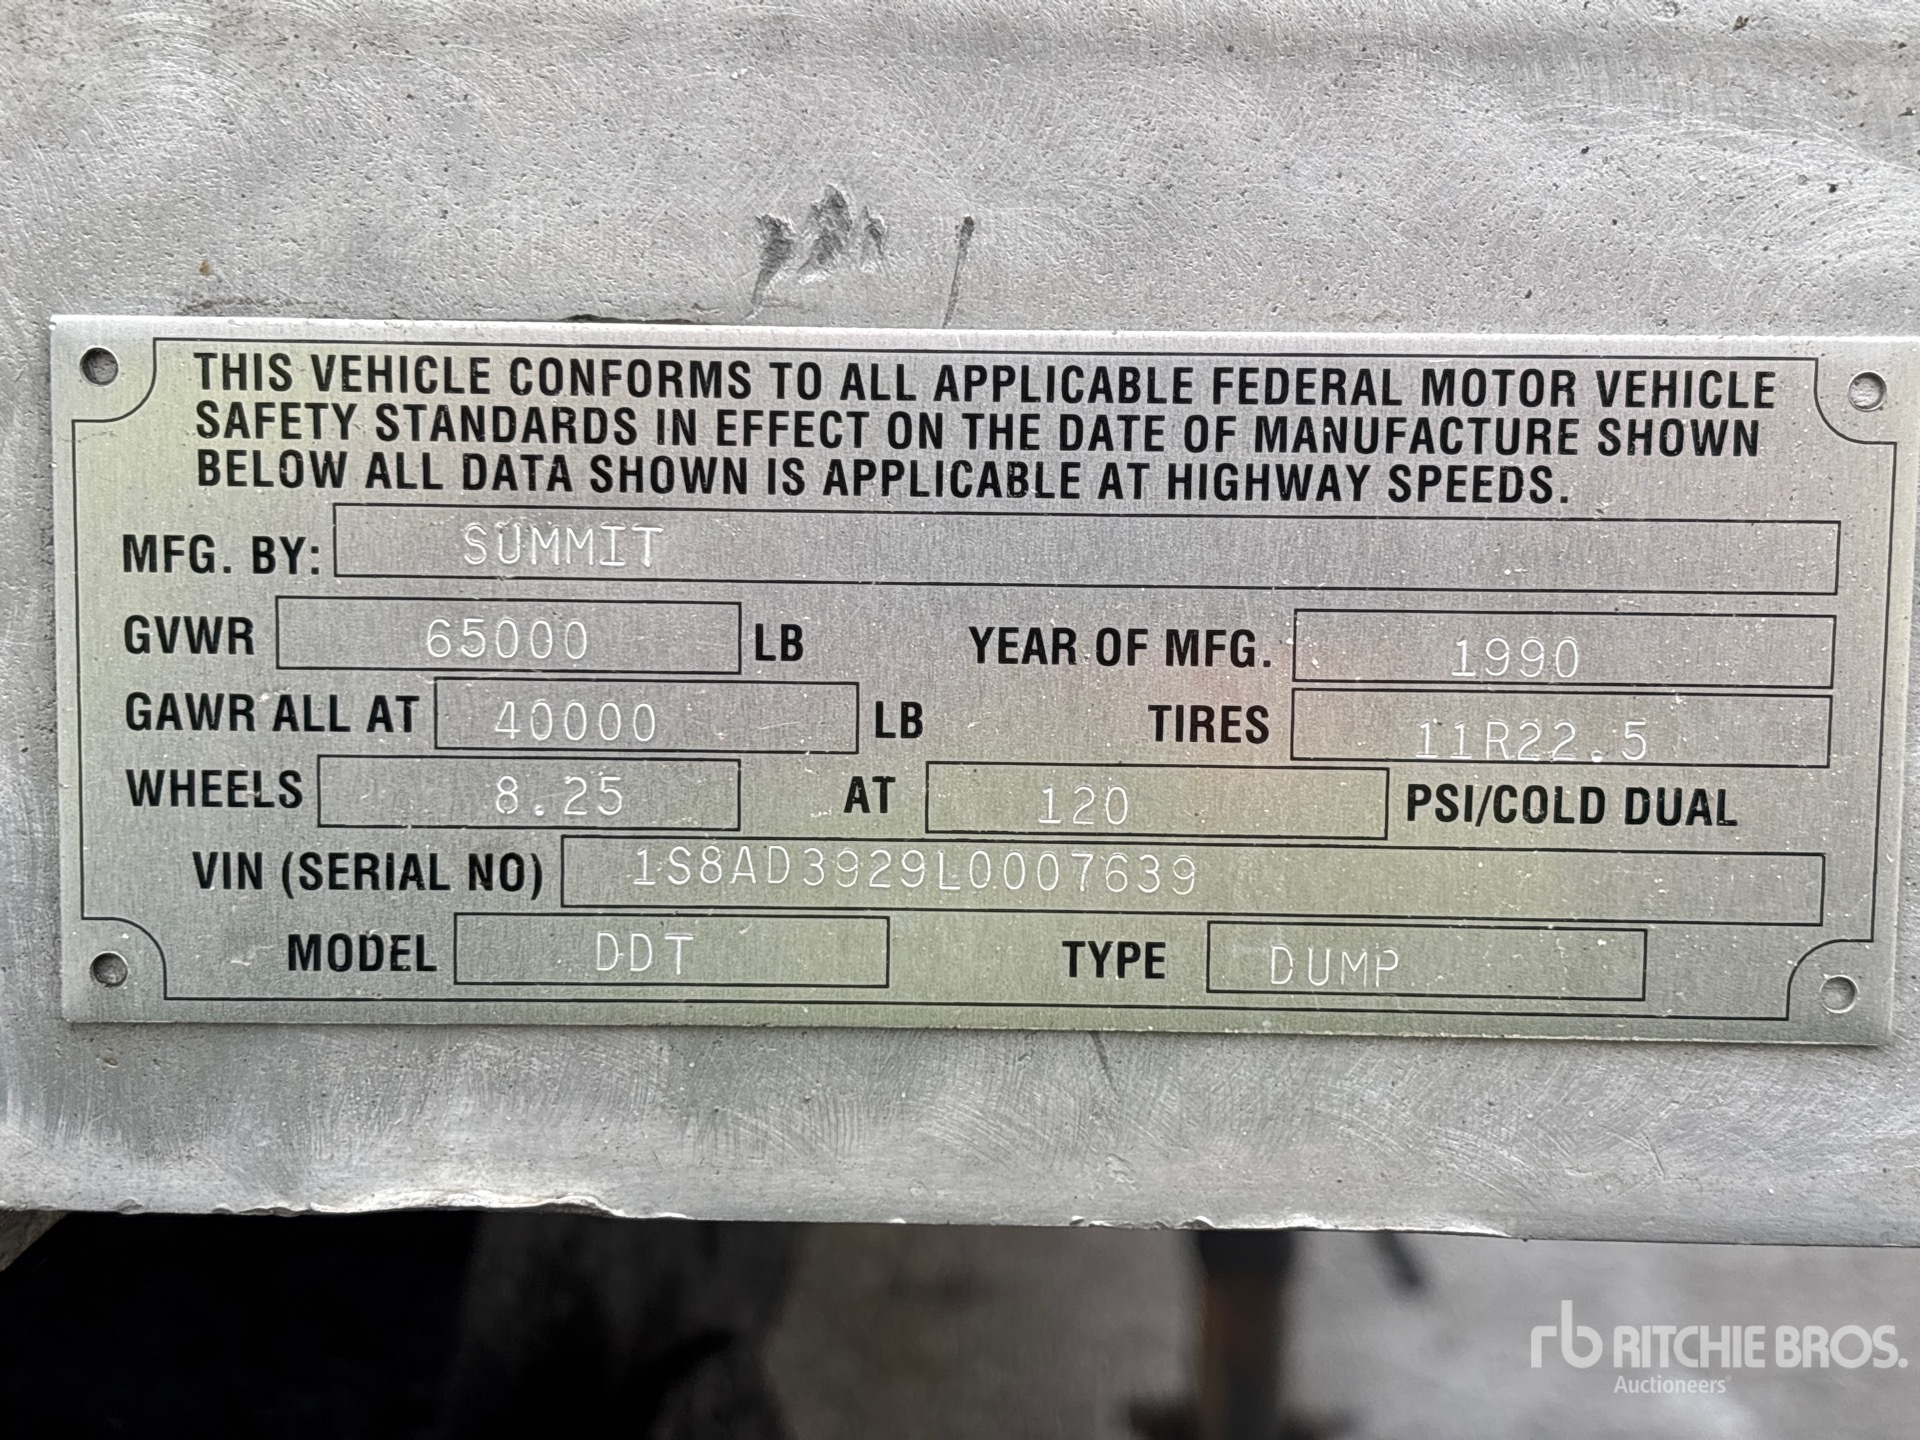 THIS VEHICLE CONFORMS TO ALL APPLICABLE FEDERAL MOTOR VEHICLE
SAFETY STANDARDS IN EFFECT ON THE DATE OF MANUFACTURE SHOWN
BELOW ALL DATA SHOWN IS APPLICABLE AT HIGHWAY SPEEDS.
MFG. BY: SUMMIT
GVWR 65000 LB YEAR OF MFG. 1990
GAWR ALL AT 40000 LB TIRES 11R22.5
WHEELS 8.25 AT 120 PSI/COLD DUAL
VIN (SERIAL NO) 1S8AD3929L0007639
MODEL DDT TYPE DUMP
rb RITCHIE BROS.
Auctioneers